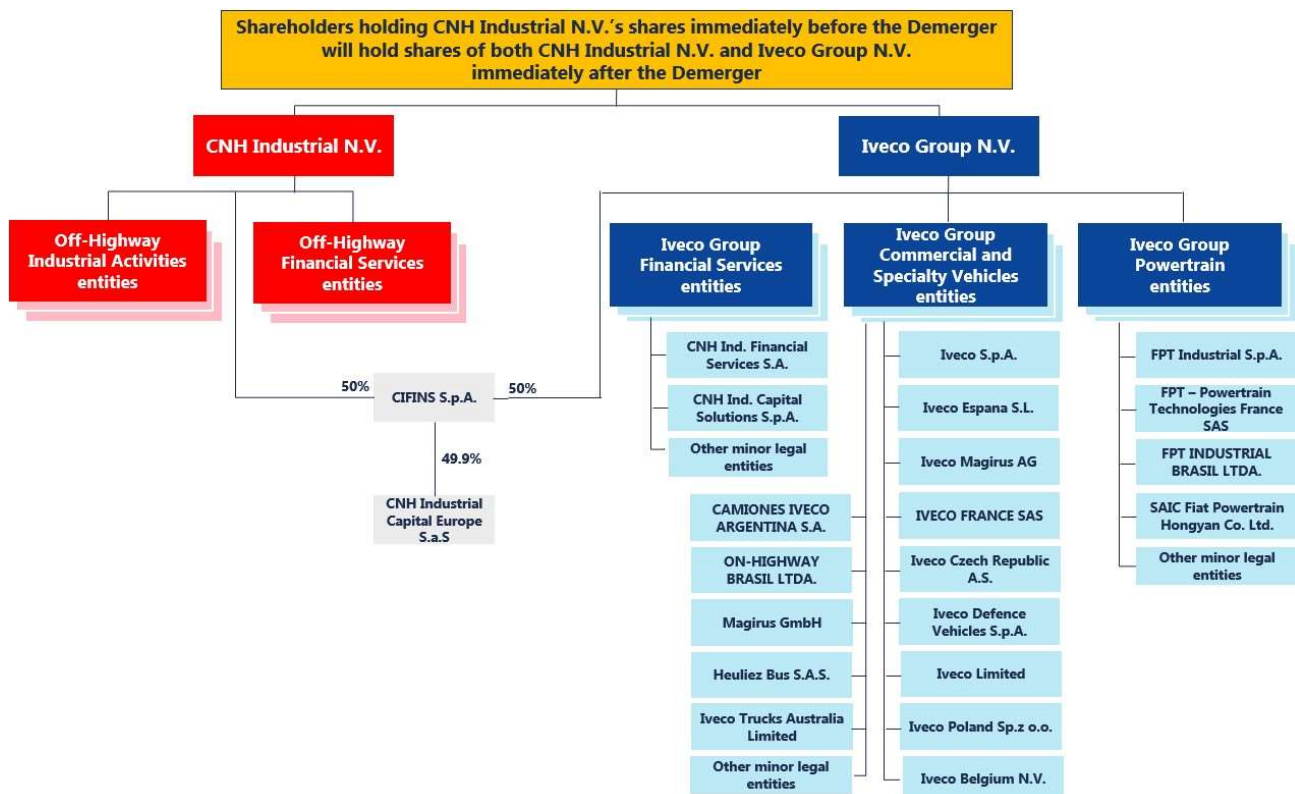 Shareholders holding CNH Industrial N.V.'s shares immediately before the Demerger
will hold shares of both CNH Industrial N.V. and Iveco Group N.V.
immediately after the Demerger
CNH Industrial N.V.
Iveco Group N.V.
Off-Highway
Industrial Activities
entities
Off-Highway
Financial Services
entities
Iveco Group
Financial Services
entities
Iveco Group
Commercial and
Specialty Vehicles
entities
Iveco Group
Powertrain
entities
50%
CIFINS S.p.A.
50%
49.9%
CNH Industrial
Capital Europe
S.a.S
CNH Ind. Financial
Services S.A.
CNH Ind. Capital
Solutions S.p.A.
Other minor legal
entities
CAMIONES IVECO
ARGENTINA S.A.
ON-HIGHWAY
BRASIL LTDA.
Magirus GmbH
Heuliez Bus S.A.S.
Iveco Trucks Australia
Limited
Other minor legal
entities
Iveco S.p.A.
Iveco Espana S.L.
Iveco Magirus AG
IVECO FRANCE SAS
Iveco Czech Republic
A.S.
Iveco Defence
Vehicles S.p.A.
Iveco Limited
Iveco Poland Sp.z o.o.
Iveco Belgium N.V.
FPT Industrial S.p.A.
FPT – Powertrain
Technologies France
SAS
FPT INDUSTRIAL
BRASIL LTDA.
SAIC Fiat Powertrain
Hongyan Co. Ltd.
Other minor legal
entities